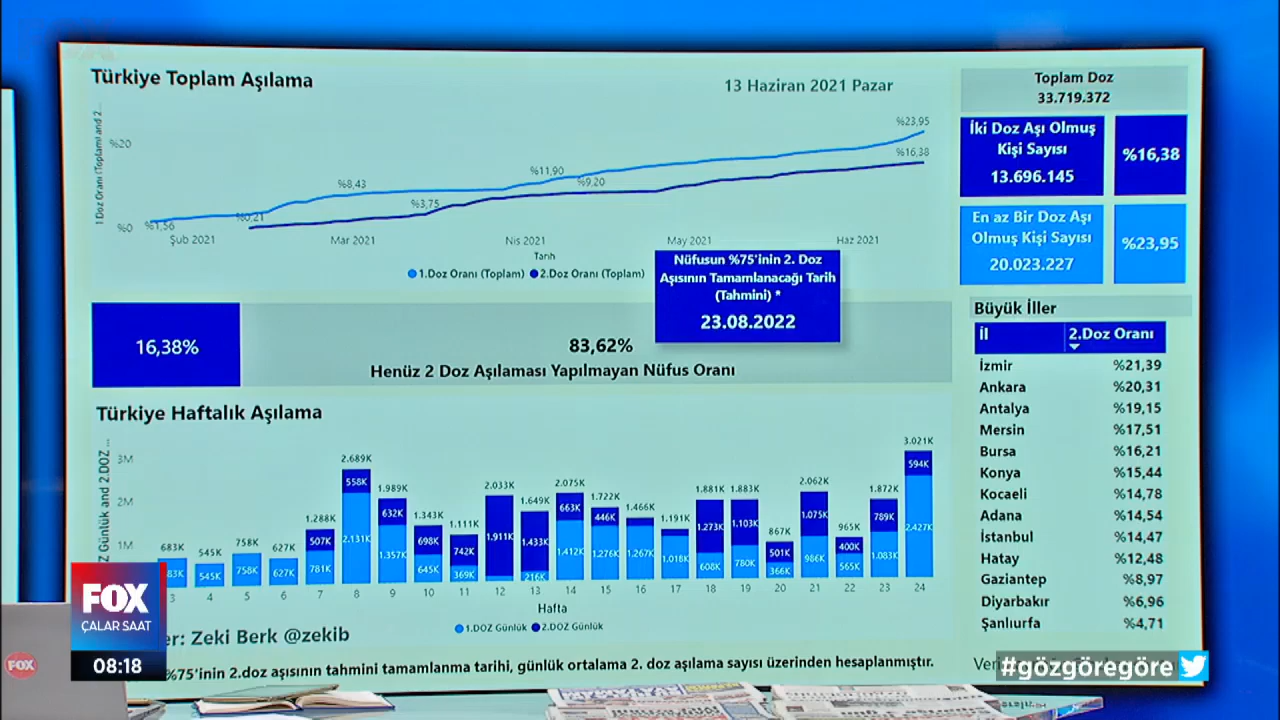 Türkiye Toplam Aşılama
13 Haziran 2021 Pazar
1.Doz Oranı (Toplam) and 2...
%20
%0
%1,56
%0,21
%8,43
%3,75
%11,90
%9,20
%23,95
%16,38
Şub 2021
Mar 2021
Nis 2021
May 2021
Haz 2021
Tarih
1.Doz Oranı (Toplam)
2.Doz Oranı (Toplam)
Nüfusun %75'inin 2. Doz
Aşısının Tamamlanacağı Tarih
(Tahmini) *
23.08.2022
16,38%
83,62%
Henüz 2 Doz Aşılaması Yapılmayan Nüfus Oranı
Toplam Doz
33.719.372
İki Doz Aşı Olmuş
Kişi Sayısı
13.696.145
%16,38
En az Bir Doz Aşı
Olmuş Kişi Sayısı
20.023.227
%23,95
Büyük İller
İl 2.Doz Oranı
İzmir %21,39
Ankara %20,31
Antalya %19,15
Mersin %17,51
Bursa %16,21
Konya %15,44
Kocaeli %14,78
Adana %14,54
İstanbul %14,47
Hatay %12,48
Gaziantep %8,97
Diyarbakır %6,96
Şanlıurfa %4,71
Türkiye Haftalık Aşılama
Z Günlük and 2.DOZ ...
3M
2M
1M
683K 545K 758K 627K 1.288K 2.689K 1.989K 1.343K 1.111K 2.033K 1.649K 2.075K 1.722K 1.466K 1.191K 1.881K 1.883K 867K 2.062K 965K 1.872K 3.021K
507K 558K 632K 698K 742K 1.911K 1.433K 663K 446K 1.273K 1.103K 501K 1.075K 400K 789K 594K
83K 545K 758K 627K 781K 2.131K 1.357K 645K 369K 216K 1.412K 1.276K 1.267K 1.018K 608K 780K 366K 986K 565K 1.083K 2.427K
3 4 5 6 7 8 9 10 11 12 13 14 15 16 17 18 19 20 21 22 23 24
Hafta
1.DOZ Günlük
2.DOZ Günlük
er: Zeki Berk @zekib
%75'inin 2.doz aşısının tahmini tamamlanma tarihi, günlük ortalama 2. doz aşılama sayısı üzerinden hesaplanmıştır.
#gözgöregöre
FOX
ÇALAR SAAT
08:18
FOX